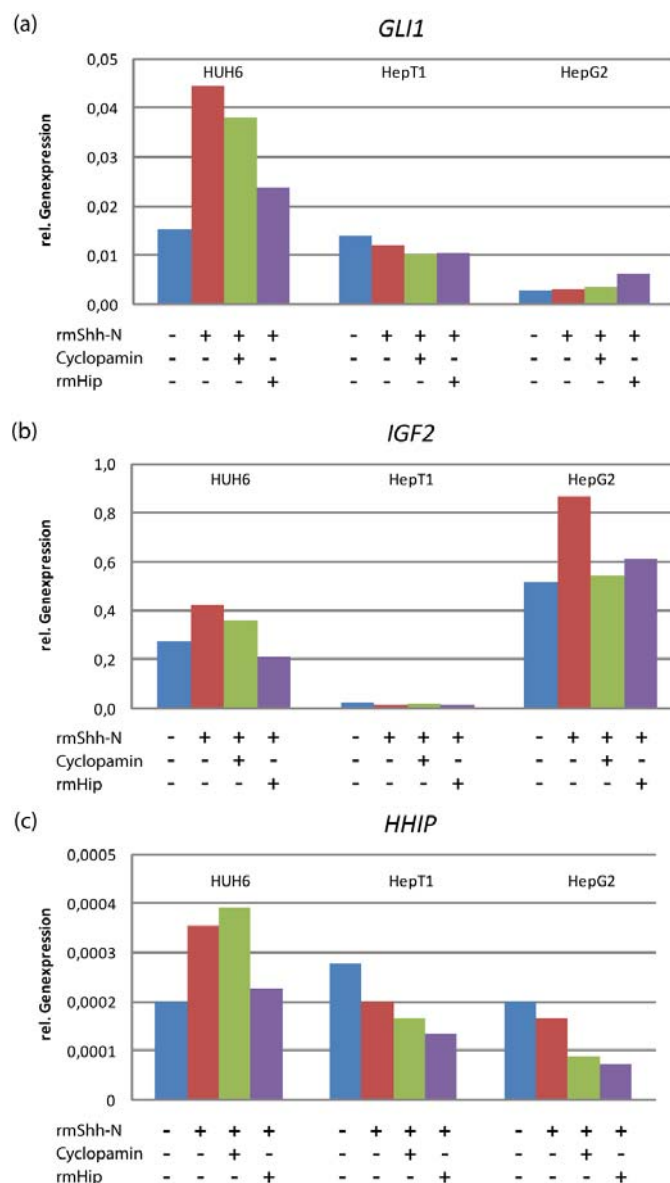 (a) GLI1
HUH6 HepT1 HepG2
0,05
0,04
0,03
0,02
0,01
0,00
rel. Genexpression
rmShh-N - + + + - + + + - + + +
Cyclopamin - - + - - - + - - - + -
rmHip - - - + - - - + - - - +
(b) IGF2
HUH6 HepT1 HepG2
1,0
0,8
0,6
0,4
0,2
0,0
rel. Genexpression
rmShh-N - + + + - + + + - + + +
Cyclopamin - - + - - - + - - - + -
rmHip - - - + - - - + - - - +
(c) HHIP
HUH6 HepT1 HepG2
0,0005
0,0004
0,0003
0,0002
0,0001
0
rel. Genexpression
rmShh-N - + + + - + + + - + + +
Cyclopamin - - + - - - + - - - + -
rmHip - - - + - - - + - - - +